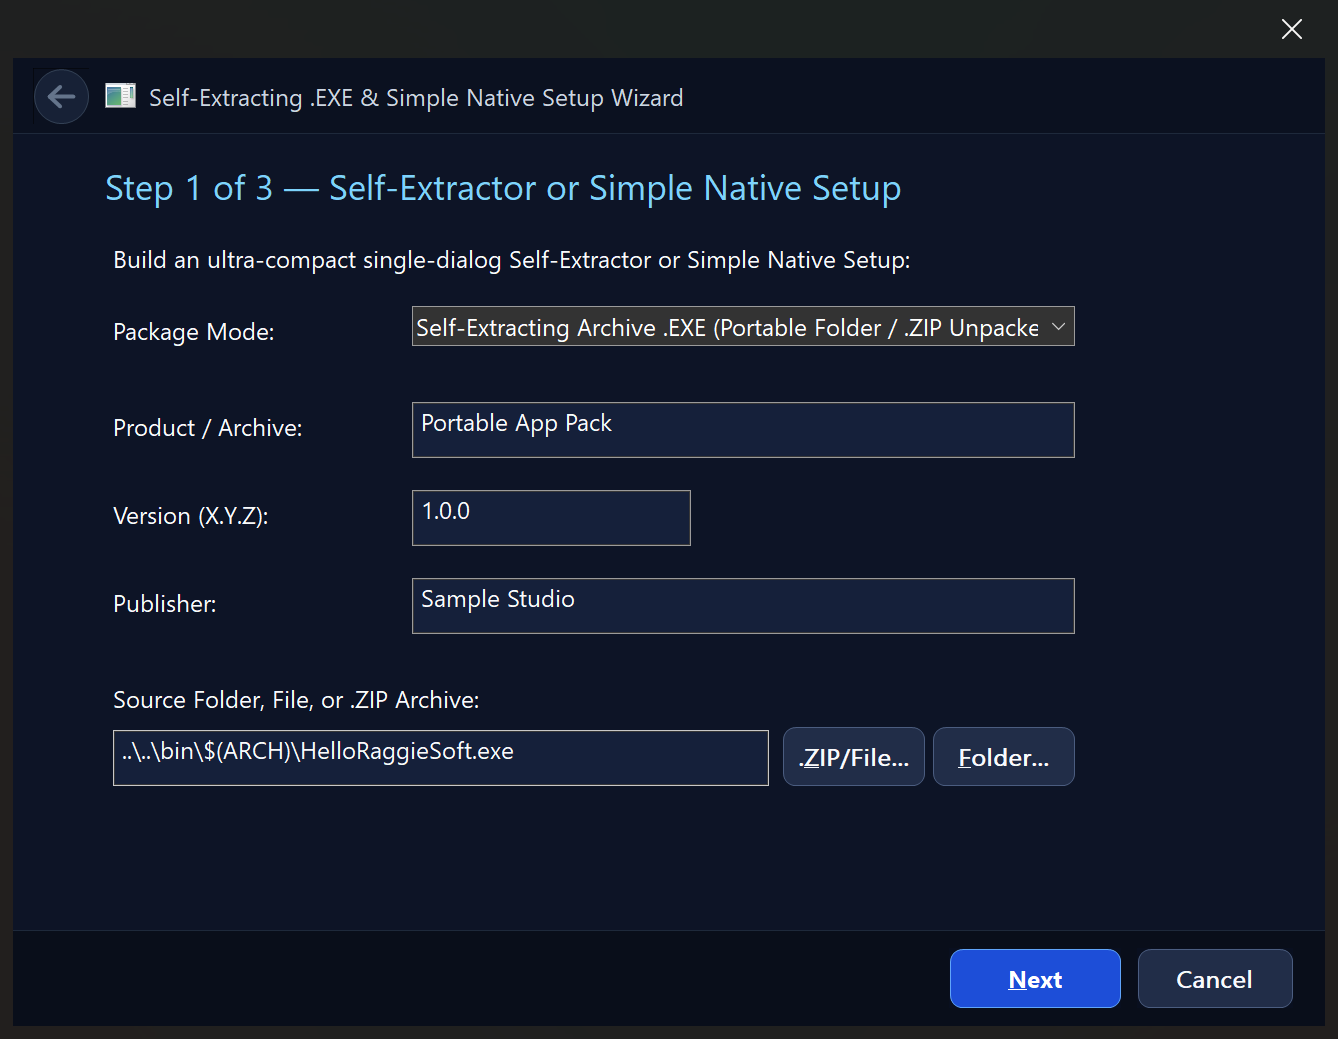 Self-Extracting .EXE & Simple Native Setup Wizard
Step 1 of 3 — Self-Extractor or Simple Native Setup
Build an ultra-compact single-dialog Self-Extractor or Simple Native Setup:
Package Mode:
Self-Extracting Archive .EXE (Portable Folder / .ZIP Unpacke
Product / Archive:
Portable App Pack
Version (X.Y.Z):
1.0.0
Publisher:
Sample Studio
Source Folder, File, or .ZIP Archive:
..\..\bin\$(ARCH)\HelloRaggieSoft.exe
.ZIP/File...
Folder...
Next
Cancel